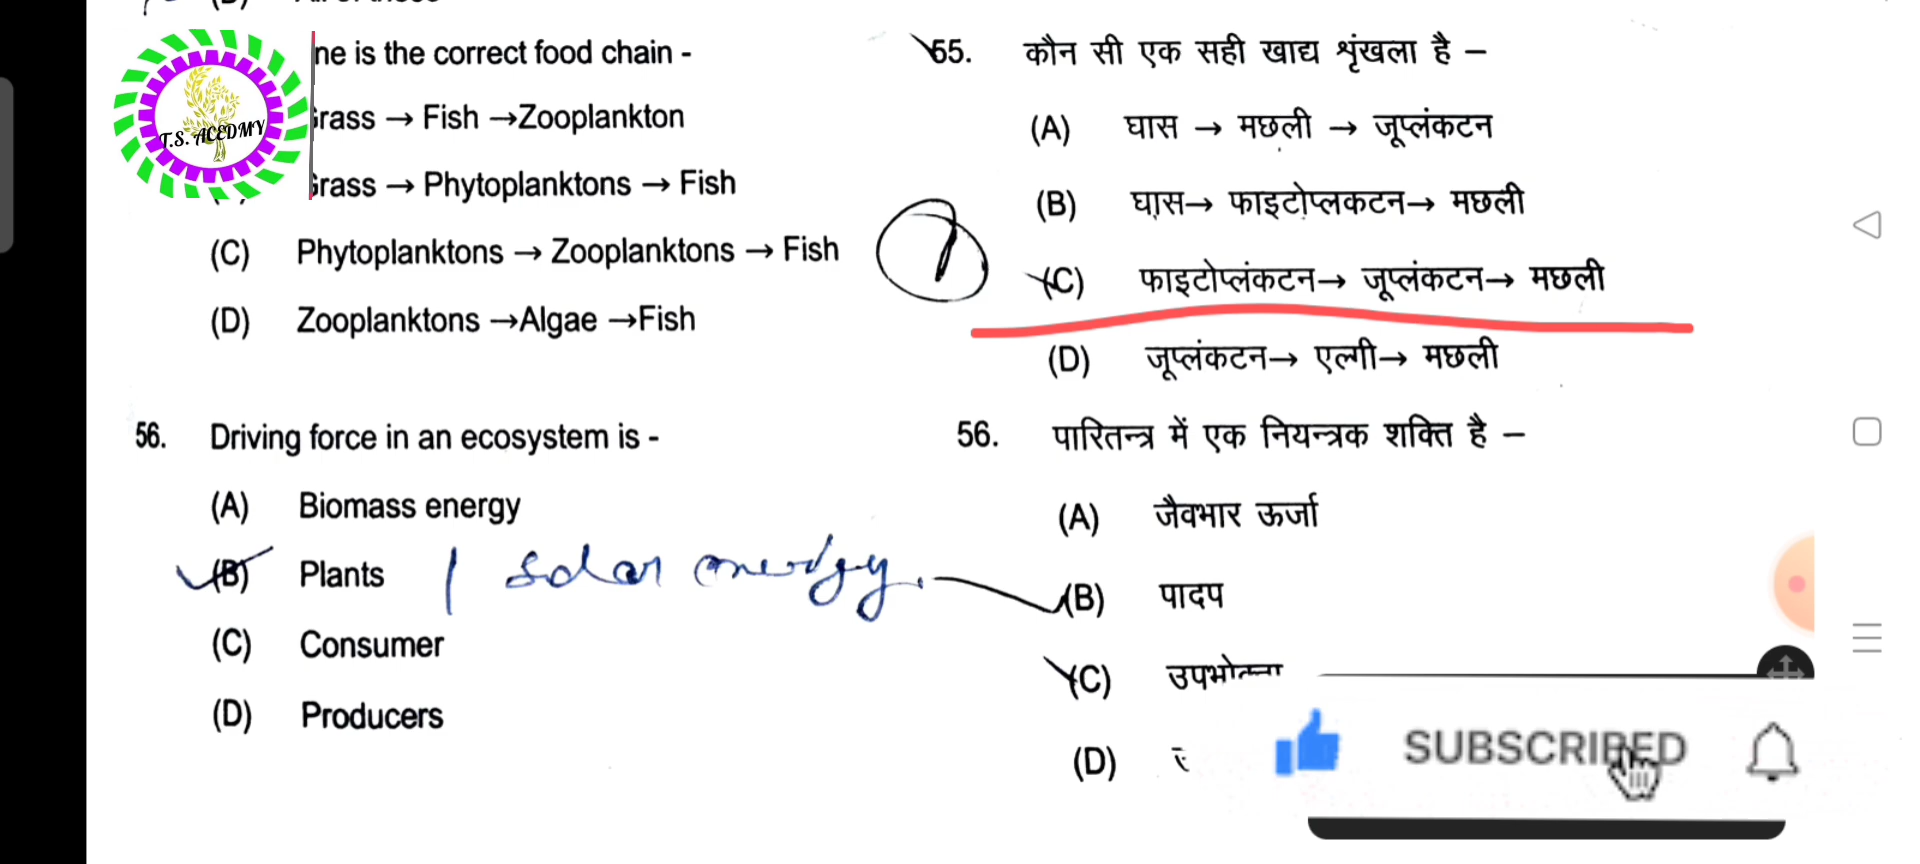 ne is the correct food chain -
rass → Fish →Zooplankton
rass → Phytoplanktons → Fish
(C) Phytoplanktons → Zooplanktons → Fish
(D) Zooplanktons →Algae →Fish
56. Driving force in an ecosystem is -
(A) Biomass energy
(B) Plants / solar energy.
(C) Consumer
(D) Producers
T.S. ACEDMY
55. कौन सी एक सही खाद्य श्रृंखला है –
(A) घास → मछली → जूप्लंकटन
(B) घास→ फाइटोप्लकटन→ मछली
(C) फाइटोप्लंकटन→ जूप्लंकटन→ मछली
(D) जूप्लंकटन→ एल्गी→ मछली
56. पारितन्त्र में एक नियन्त्रक शक्ति है –
(A) जैवभार ऊर्जा
(B) पादप
(C) उपभोक्ता
(D)
SUBSCRIBED